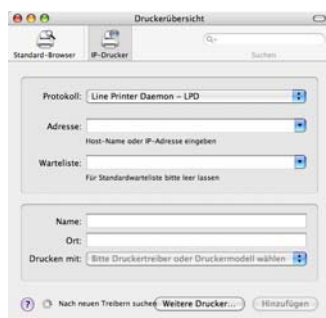 Druckerübersicht
Standard-Browser IP-Drucker Suchen
Protokoll: Line Printer Daemon – LPD
Adresse:
Host-Name oder IP-Adresse eingeben
Warteliste:
Für Standardwarteliste bitte leer lassen
Name:
Ort:
Drucken mit: Bitte Druckertreiber oder Druckermodell wählen
? Nach neuen Treibern suchen Weitere Drucker... Hinzufügen